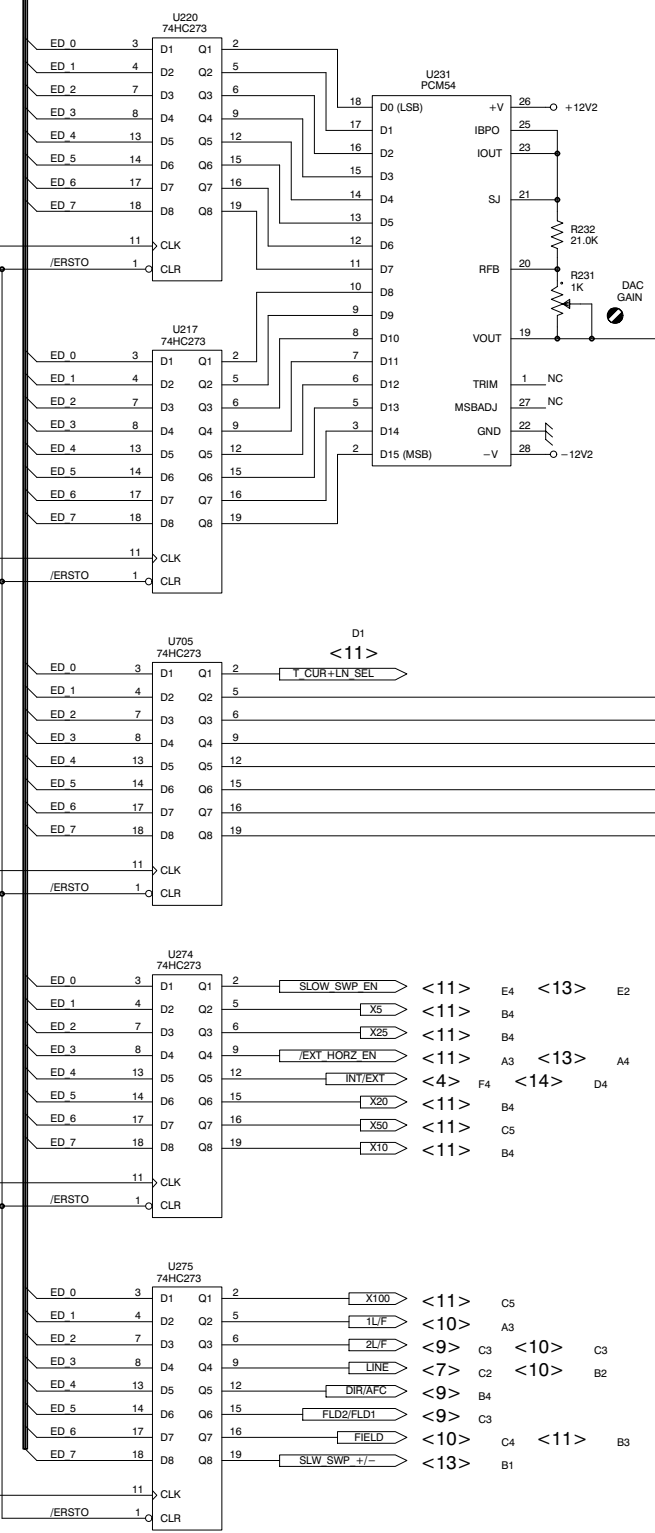 U220
74HC273
ED_0 3 D1 Q1 2
ED_1 4 D2 Q2 5
ED_2 7 D3 Q3 6
ED_3 8 D4 Q4 9
ED_4 13 D5 Q5 12
ED_5 14 D6 Q6 15
ED_6 17 D7 Q7 16
ED_7 18 D8 Q8 19
11 CLK
/ERSTO 1 CLR
U231
PCM54
18 D0 (LSB) +V 26 +12V2
17 D1 IBPO 25
16 D2 IOUT 23
15 D3
14 D4 SJ 21
13 D5
12 D6
11 D7 RFB 20
10 D8
9 D9
8 D10 VOUT 19
7 D11
6 D12 TRIM 1 NC
5 D13 MSBADJ 27 NC
3 D14 GND 22
2 D15 (MSB) −V 28 −12V2
R232
21.0K
R231
1K
DAC
GAIN
U217
74HC273
ED_0 3 D1 Q1 2
ED_1 4 D2 Q2 5
ED_2 7 D3 Q3 6
ED_3 8 D4 Q4 9
ED_4 13 D5 Q5 12
ED_5 14 D6 Q6 15
ED_6 17 D7 Q7 16
ED_7 18 D8 Q8 19
11 CLK
/ERSTO 1 CLR
U705
74HC273
D1
<11>
ED_0 3 D1 Q1 2 T_CUR+LN_SEL
ED_1 4 D2 Q2 5
ED_2 7 D3 Q3 6
ED_3 8 D4 Q4 9
ED_4 13 D5 Q5 12
ED_5 14 D6 Q6 15
ED_6 17 D7 Q7 16
ED_7 18 D8 Q8 19
11 CLK
/ERSTO 1 CLR
U274
74HC273
ED_0 3 D1 Q1 2 SLOW_SWP_EN <11> E4 <13> E2
ED_1 4 D2 Q2 5 X5 <11> B4
ED_2 7 D3 Q3 6 X25 <11> B4
ED_3 8 D4 Q4 9 /EXT_HORZ_EN <11> A3 <13> A4
ED_4 13 D5 Q5 12 INT/EXT <4> F4 <14> D4
ED_5 14 D6 Q6 15 X20 <11> B4
ED_6 17 D7 Q7 16 X50 <11> C5
ED_7 18 D8 Q8 19 X10 <11> B4
11 CLK
/ERSTO 1 CLR
U275
74HC273
ED_0 3 D1 Q1 2 X100 <11> C5
ED_1 4 D2 Q2 5 1L/F <10> A3
ED_2 7 D3 Q3 6 2L/F <9> C3 <10> C3
ED_3 8 D4 Q4 9 LINE <7> C2 <10> B2
ED_4 13 D5 Q5 12 DIR/AFC <9> B4
ED_5 14 D6 Q6 15 FLD2/FLD1 <9> C3
ED_6 17 D7 Q7 16 FIELD <10> C4 <11> B3
ED_7 18 D8 Q8 19 SLW_SWP_+/− <13> B1
11 CLK
/ERSTO 1 CLR